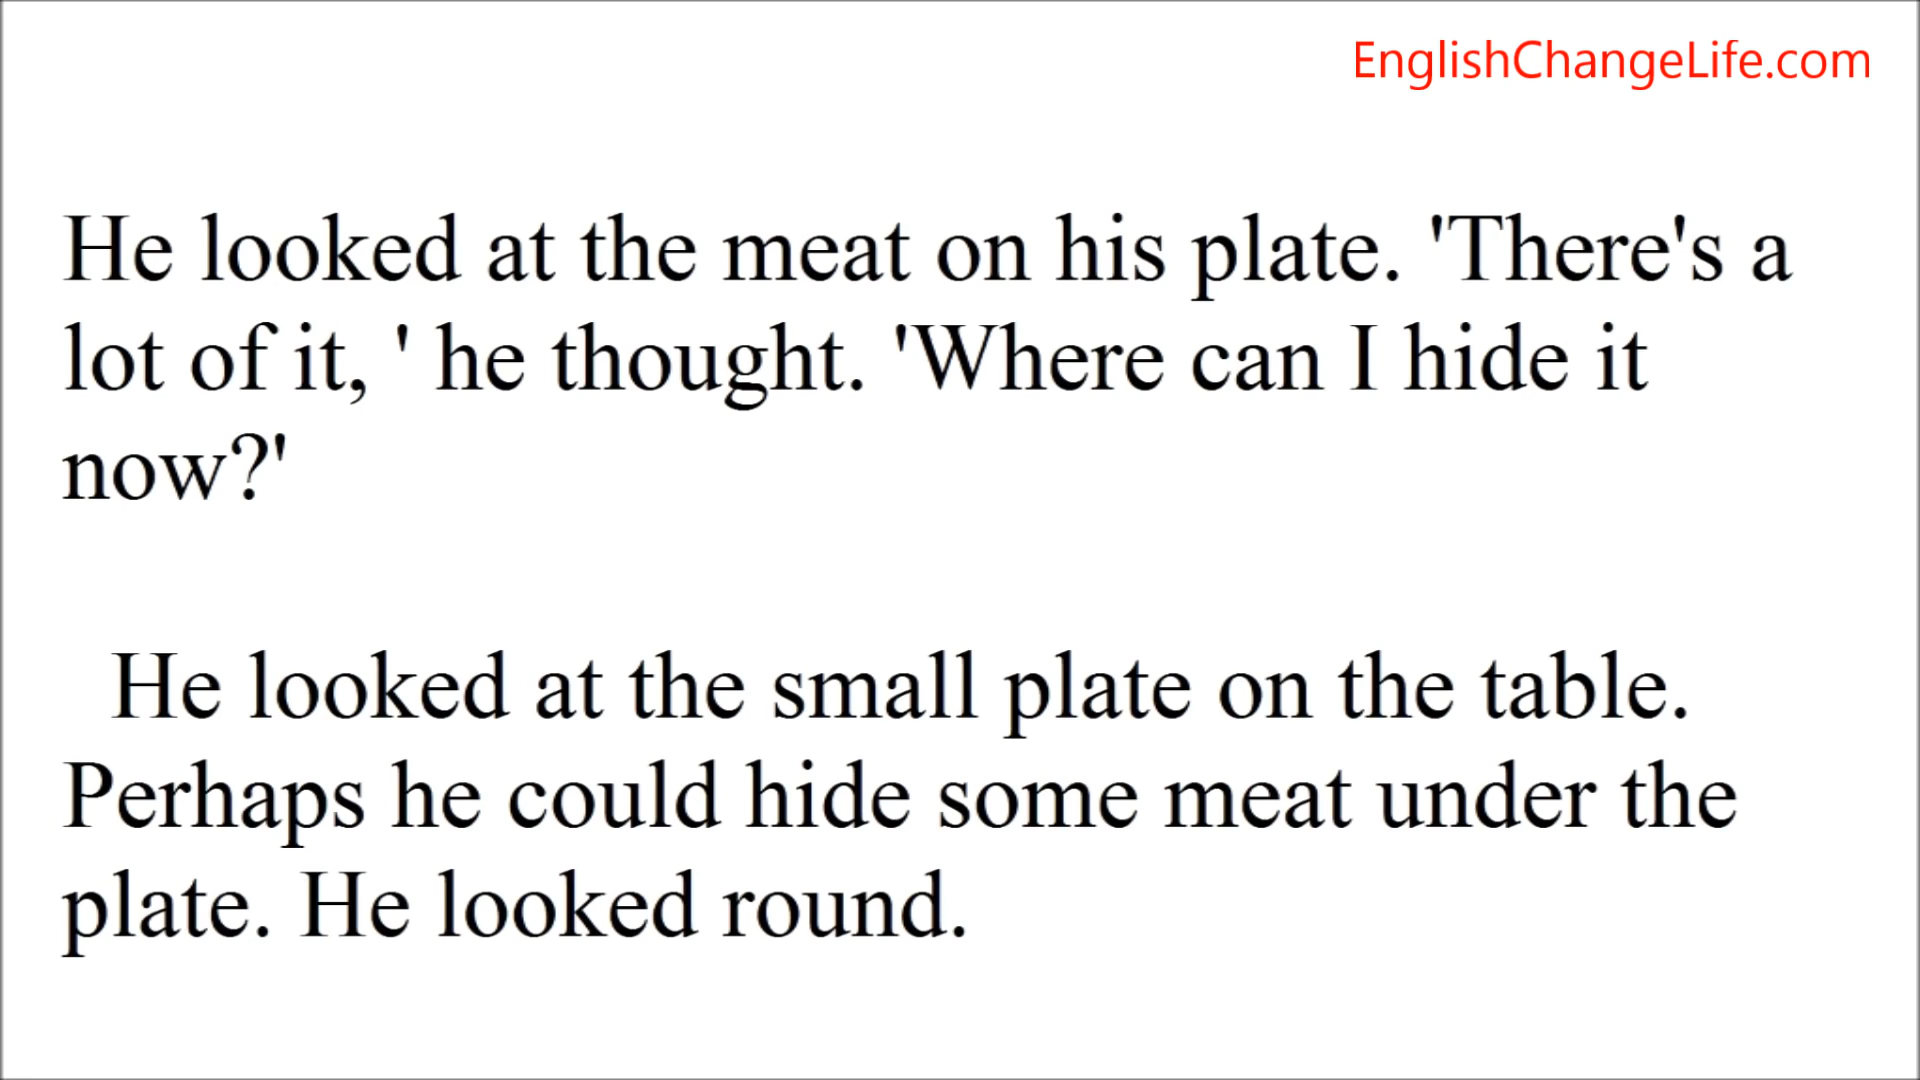 EnglishChangeLife.com
He looked at the meat on his plate. 'There's a
lot of it, ' he thought. 'Where can I hide it
now?'
He looked at the small plate on the table.
Perhaps he could hide some meat under the
plate. He looked round.